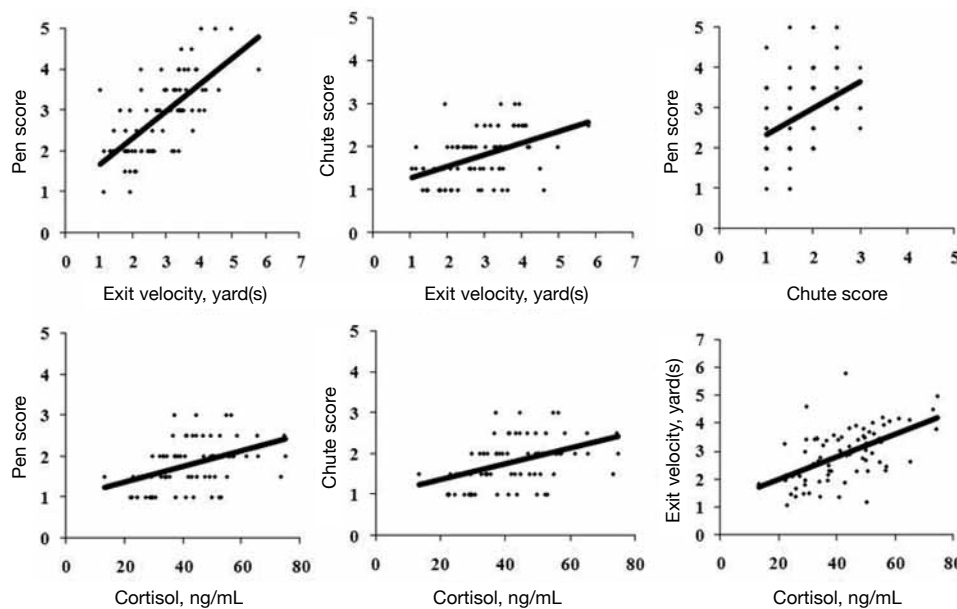 5
4
3
2
1
0
Pen score
0 1 2 3 4 5 6 7
Exit velocity, yard(s)
5
4
3
2
1
0
Chute score
0 1 2 3 4 5 6 7
Exit velocity, yard(s)
5
4
3
2
1
0
Pen score
0 1 2 3 4 5
Chute score
5
4
3
2
1
0
Pen score
0 20 40 60 80
Cortisol, ng/mL
5
4
3
2
1
0
Chute score
0 20 40 60 80
Cortisol, ng/mL
7
6
5
4
3
2
1
0
Exit velocity, yard(s)
0 20 40 60 80
Cortisol, ng/mL